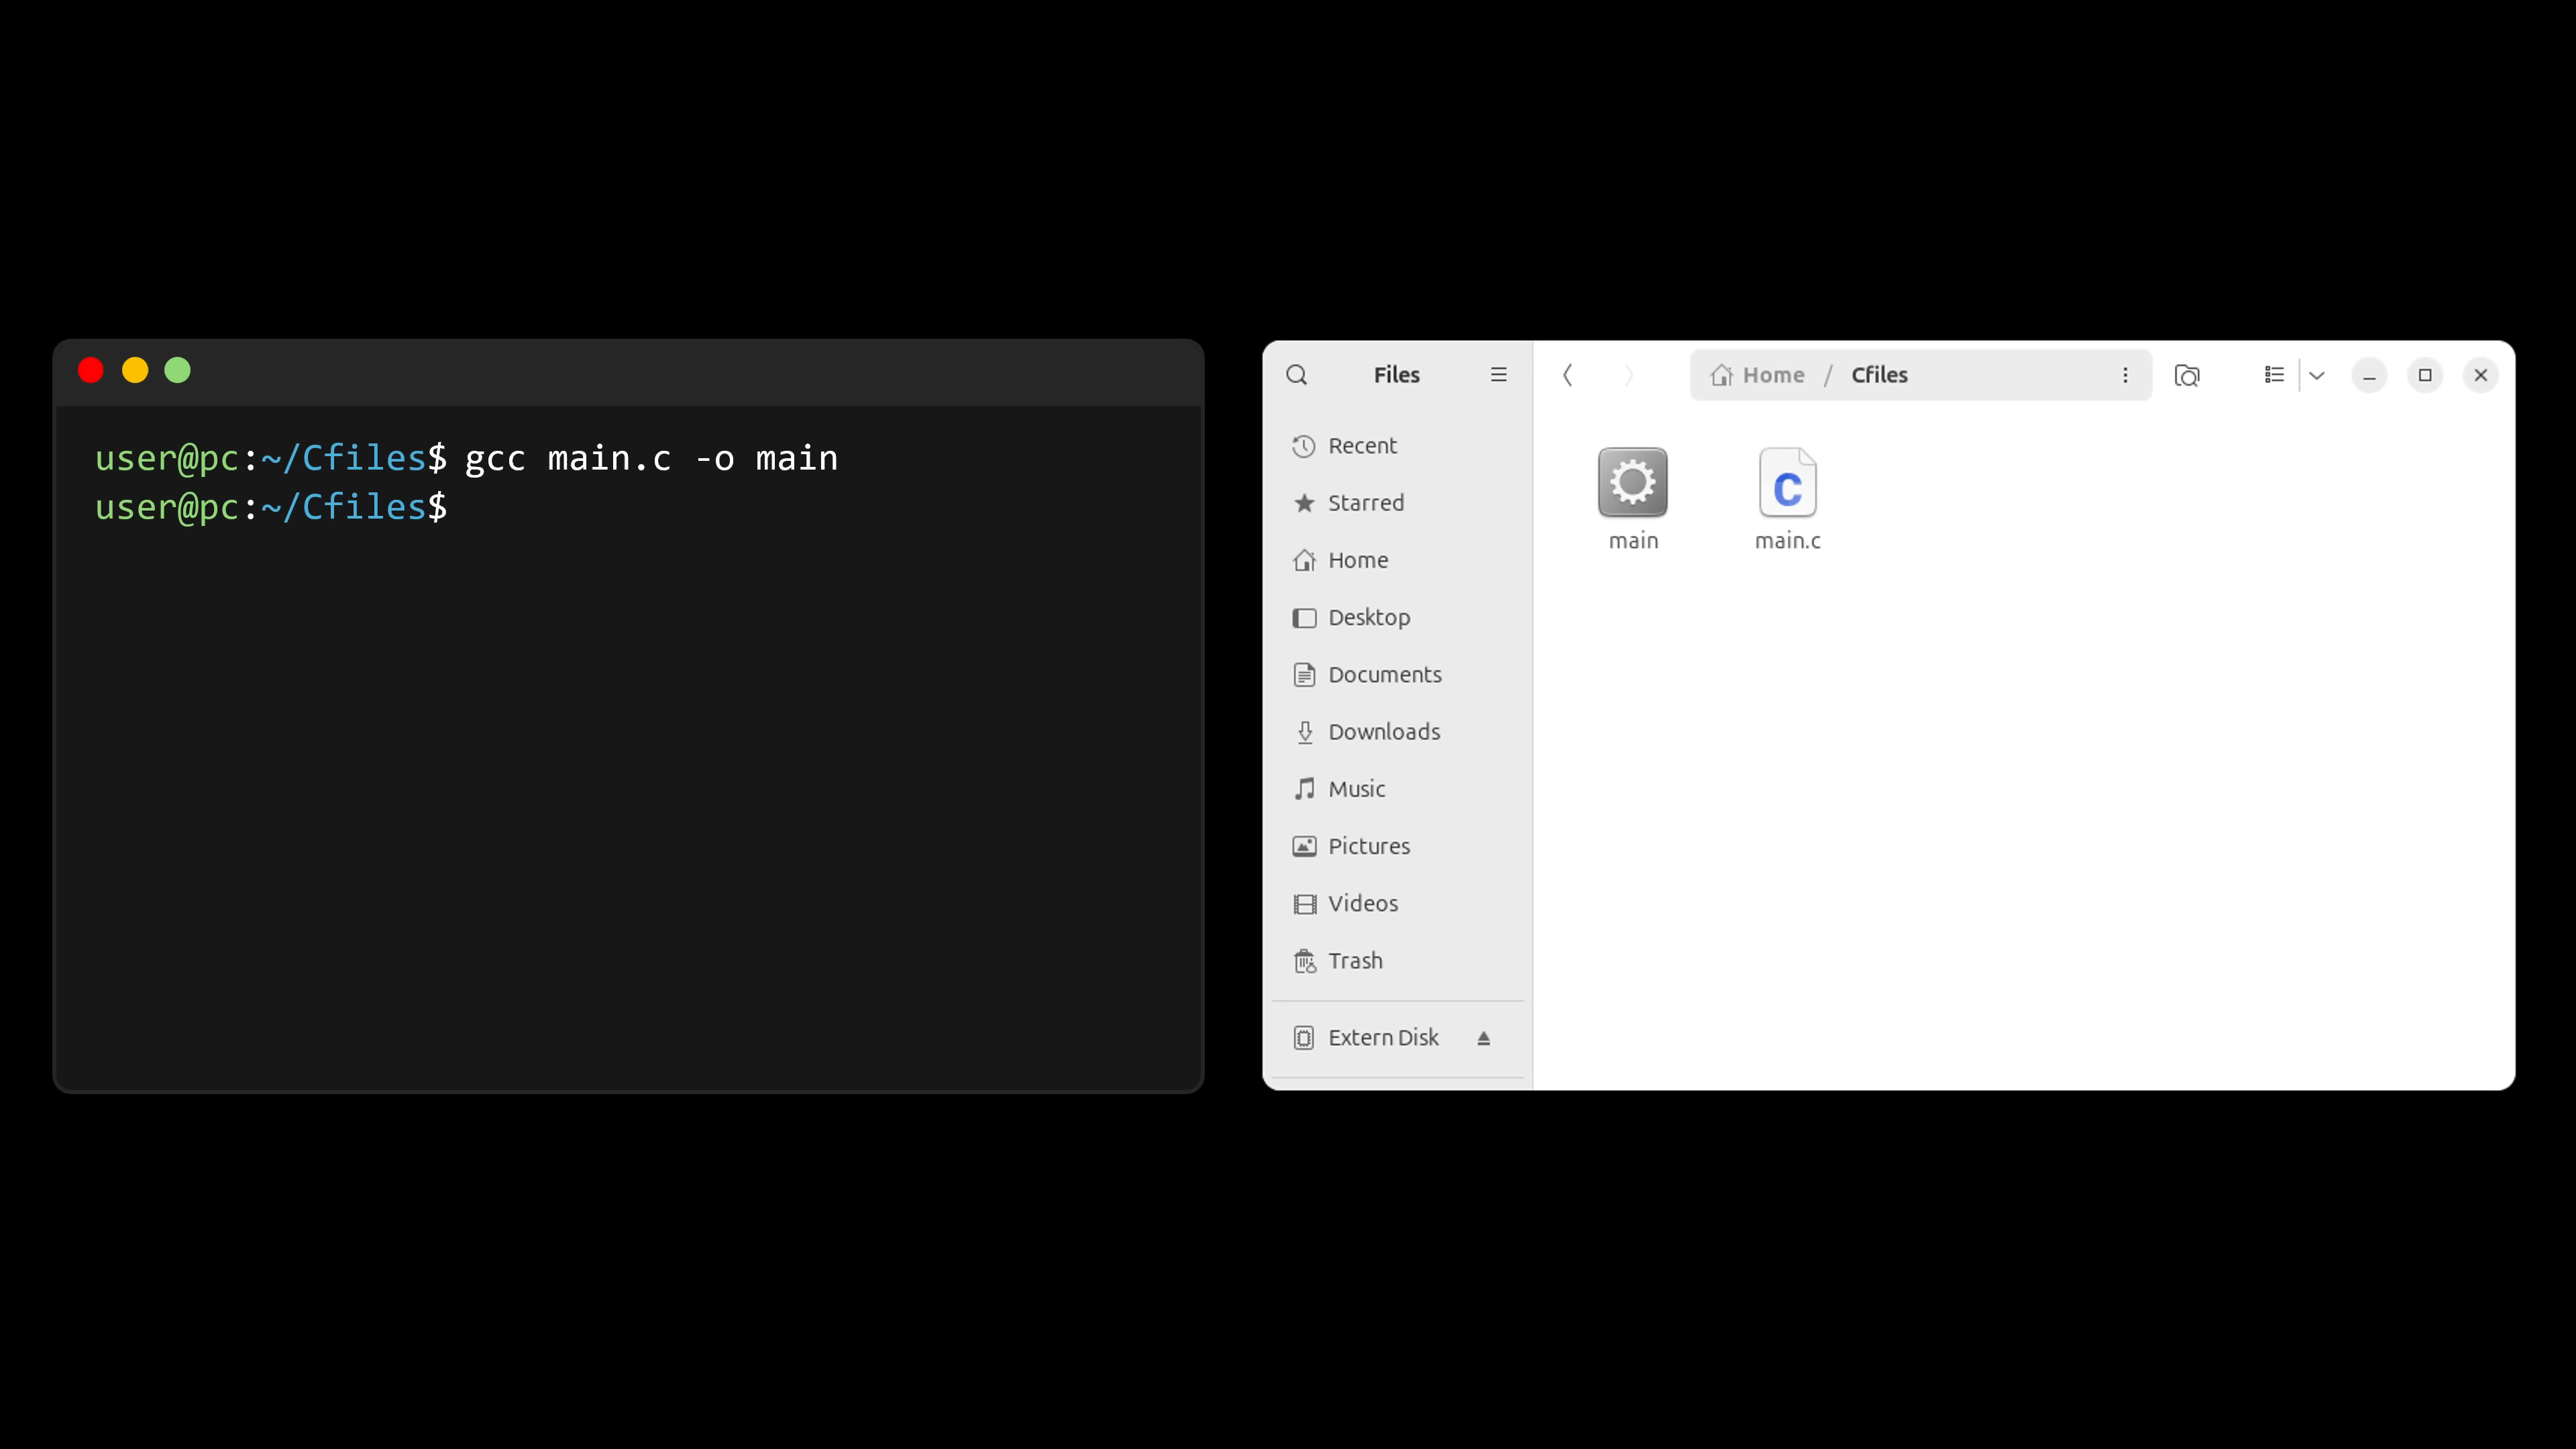 user@pc:~/Cfiles$ gcc main.c -o main
user@pc:~/Cfiles$
Files
Home / Cfiles
Recent
Starred
Home
Desktop
Documents
Downloads
Music
Pictures
Videos
Trash
Extern Disk
main
C
main.c